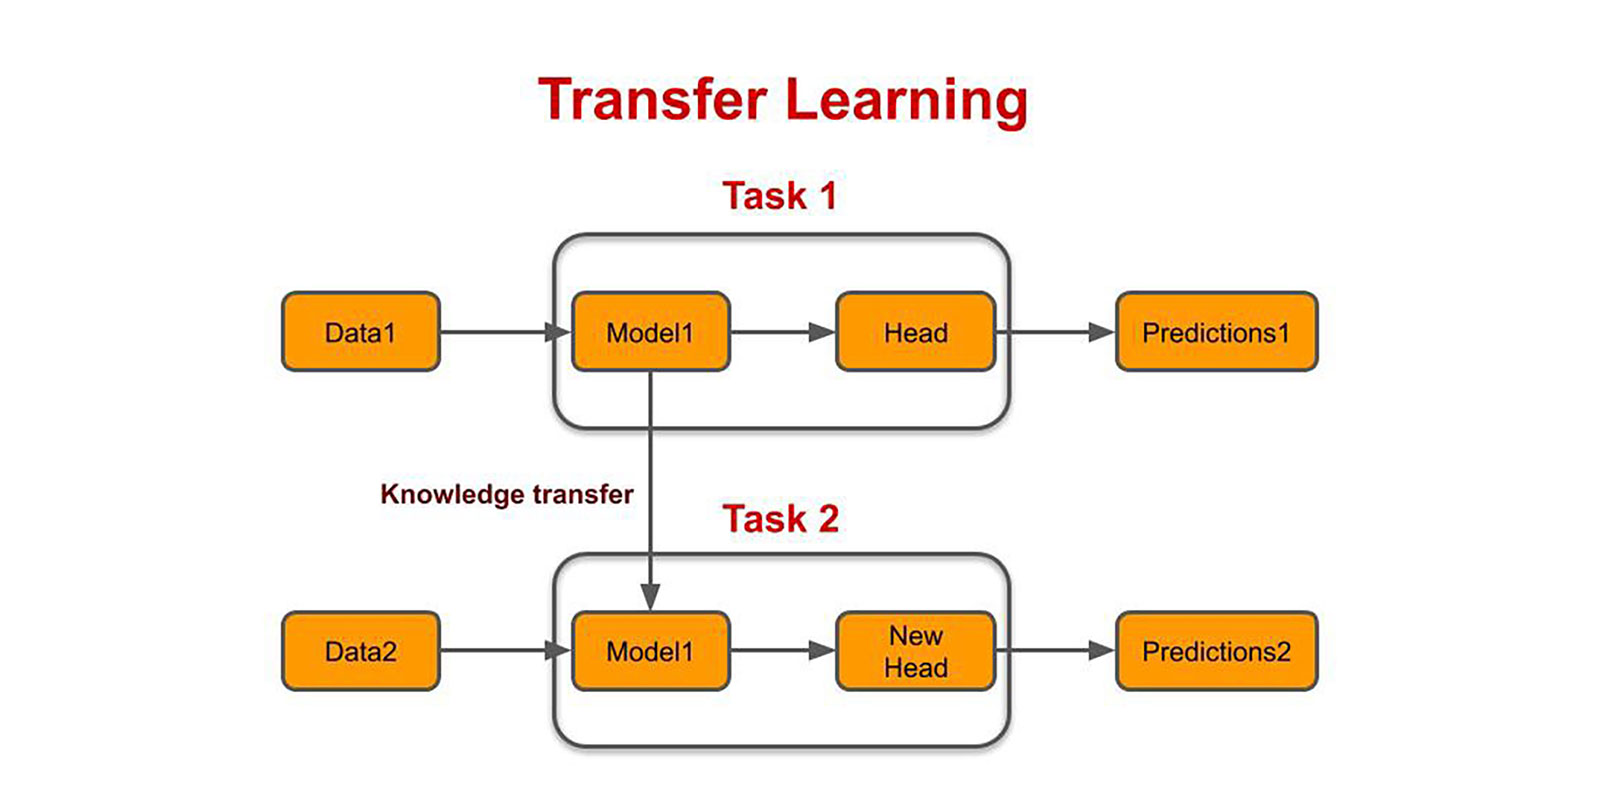 Transfer Learning
Task 1
Data1
Model1
Head
Predictions1
Knowledge transfer
Task 2
Data2
Model1
New
Head
Predictions2